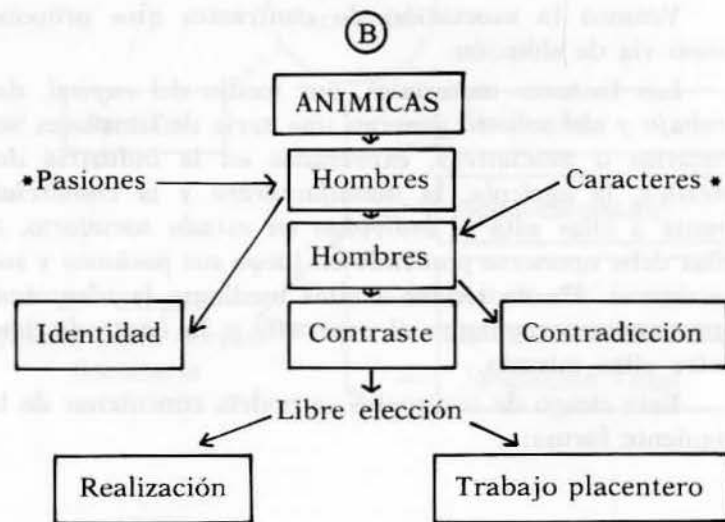 B
ANIMICAS
*Pasiones
Hombres
Caracteres*
Hombres
Identidad
Contraste
Contradicción
Libre elección
Realización
Trabajo placentero